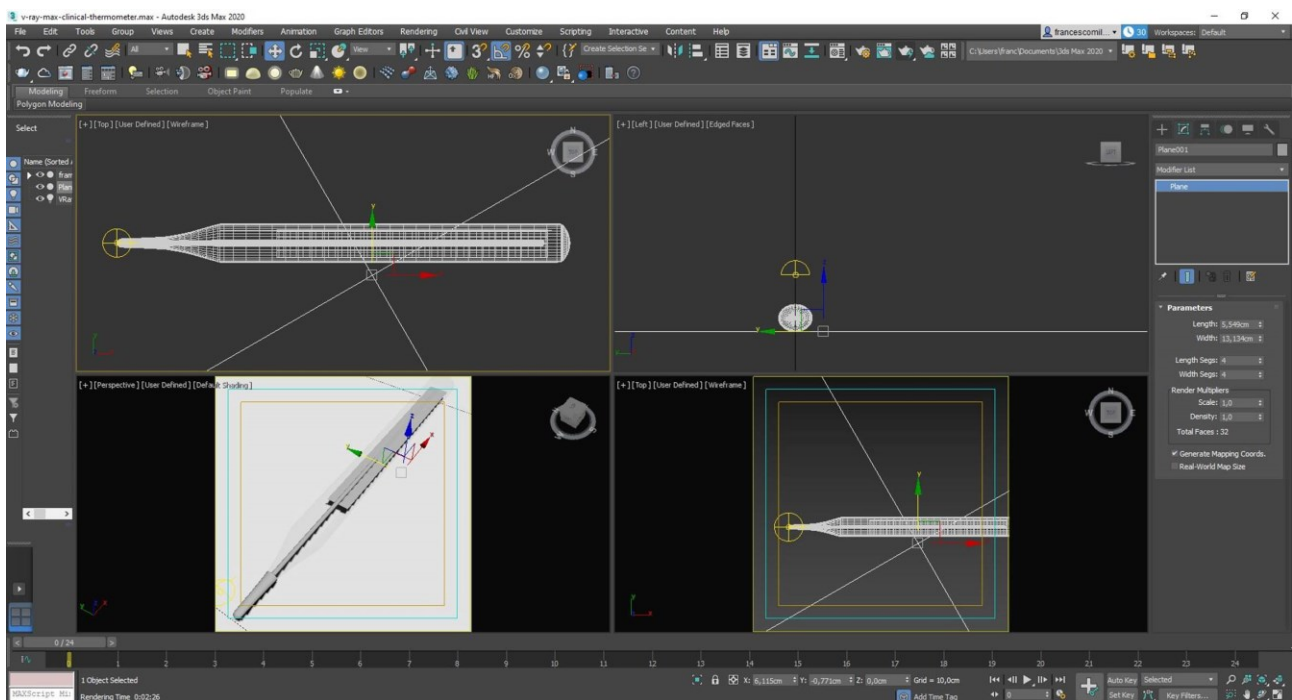 v-ray-max-clinical-thermometer.max - Autodesk 3ds Max 2020
File Edit Tools Group Views Create Modifiers Animation Graph Editors Rendering Civil View Customize Scripting Interactive Content Help
francescomil... 30 Workspaces: Default
All View Create Selection Se C:\Users\franc\Documents\3ds Max 2020
Modeling Freeform Selection Object Paint Populate
Polygon Modeling
Select
Name (Sorted
fram
Plan
VRa
[+] [Top] [User Defined] [Wireframe]
[+] [Left] [User Defined] [Edged Faces]
[+] [Perspective] [User Defined] [Default Shading]
[+] [Top] [User Defined] [Wireframe]
Plane001
Modifier List
Plane
Parameters
Length: 5,549cm
Width: 13,134cm
Length Segs: 4
Width Segs: 4
Render Multipliers
Scale: 1,0
Density: 1,0
Total Faces : 32
Generate Mapping Coords.
Real-World Map Size
0 / 24
1 2 3 4 5 6 7 8 9 10 11 12 13 14 15 16 17 18 19 20 21 22 23 24
1 Object Selected
X: 6,115cm Y: -0,771cm Z: 0,0cm Grid = 10,0cm
Auto Key Selected
MAXScript Mi
Rendering Time 0:02:26
Add Time Tag
0
Set Key Key Filters...